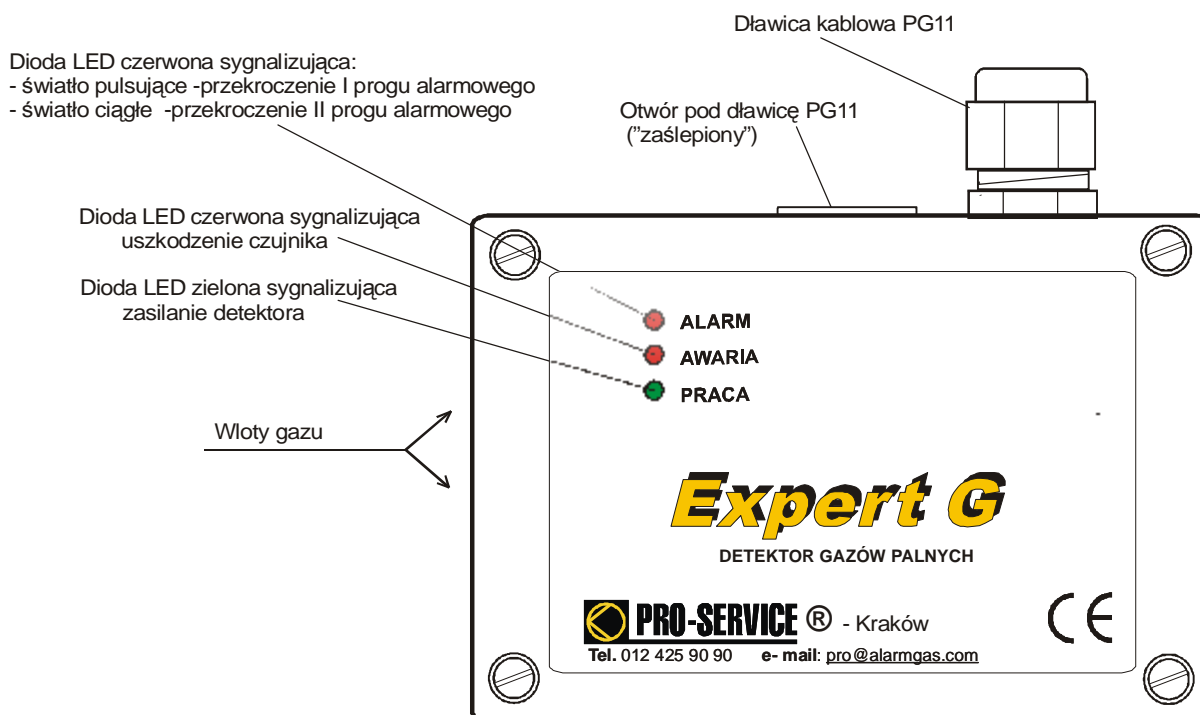 Dławica kablowa PG11
Dioda LED czerwona sygnalizująca:
- światło pulsujące -przekroczenie I progu alarmowego
- światło ciągłe -przekroczenie II progu alarmowego
Otwór pod dławicę PG11
("zaślepiony")
Dioda LED czerwona sygnalizująca
uszkodzenie czujnika
Dioda LED zielona sygnalizująca
zasilanie detektora
ALARM
AWARIA
PRACA
Wloty gazu
Expert G
DETEKTOR GAZÓW PALNYCH
PRO-SERVICE ® - Kraków
CE
Tel. 012 425 90 90 e- mail: pro@alarmgas.com